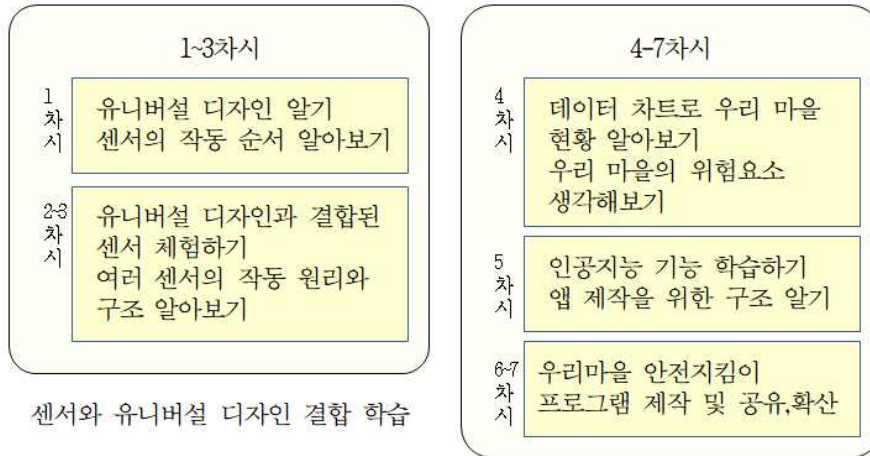 1~3차시
1차시
유니버설 디자인 알기
센서의 작동 순서 알아보기
2-3차시
유니버설 디자인과 결합된
센서 체험하기
여러 센서의 작동 원리와
구조 알아보기
센서와 유니버설 디자인 결합 학습
4-7차시
4차시
데이터 차트로 우리 마을
현황 알아보기
우리 마을의 위험요소
생각해보기
5차시
인공지능 기능 학습하기
앱 제작을 위한 구조 알기
6-7차시
우리마을 안전지킴이
프로그램 제작 및 공유,확산